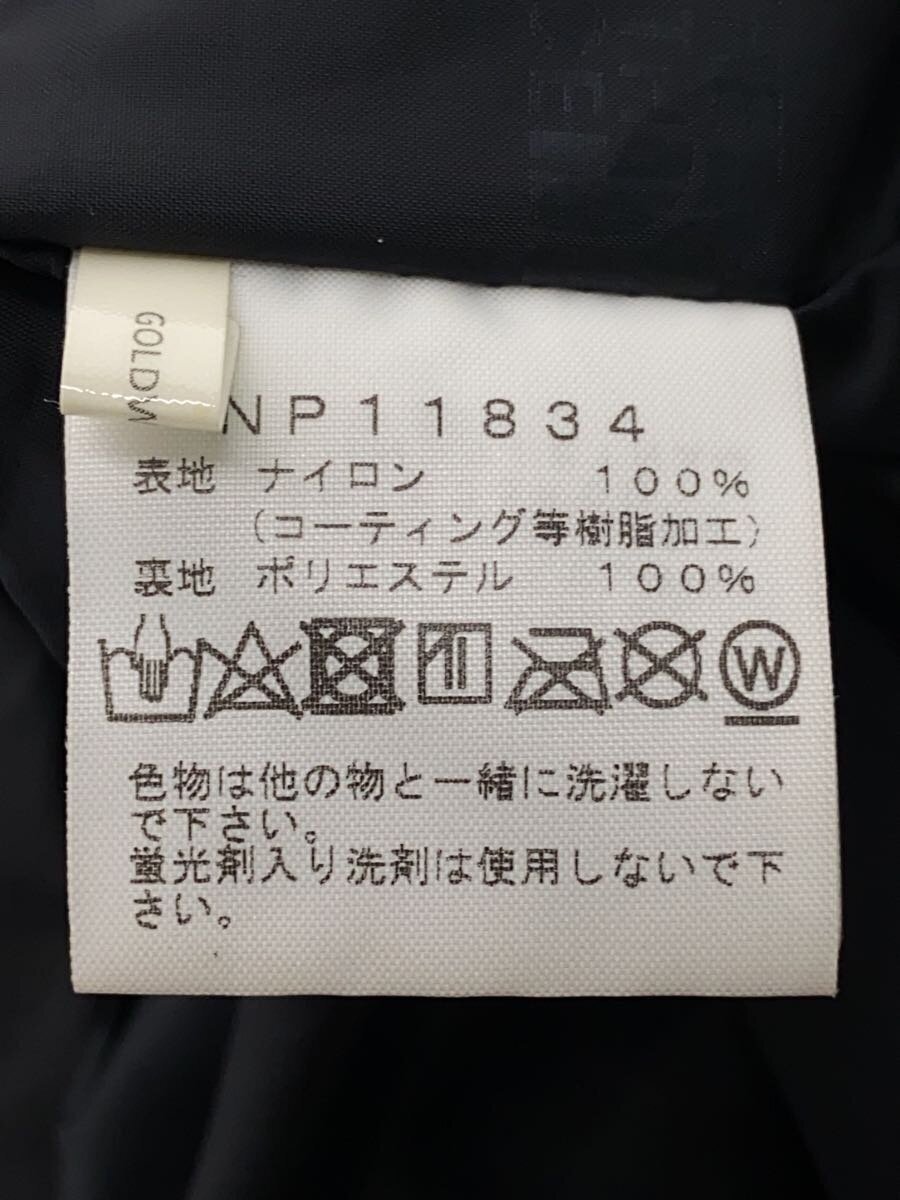 GOLDW
NP11834
表地 ナイロン 100%
(コーティング等樹脂加工)
裏地 ポリエステル 100%
W
色物は他の物と一緒に洗濯しない
で下さい。
蛍光剤入り洗剤は使用しないで下
さい。